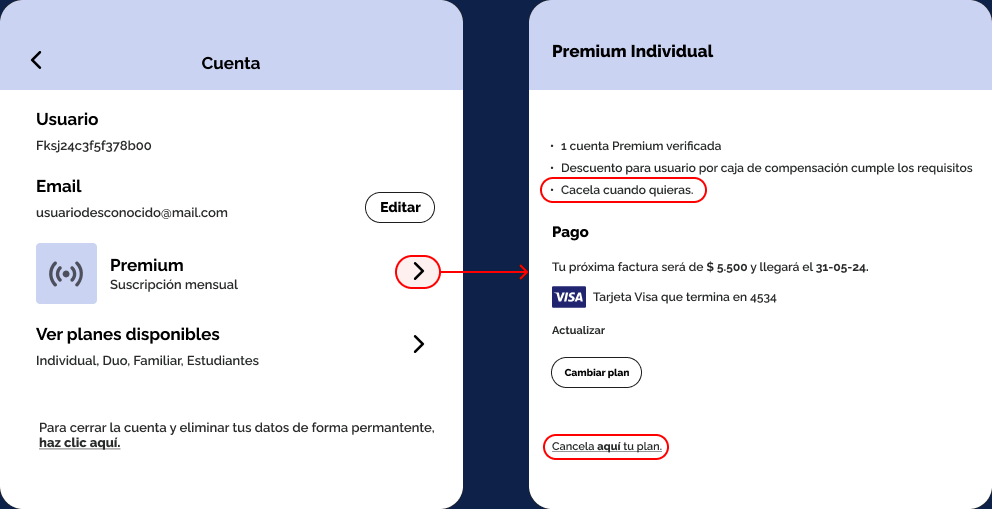 Cuenta
Usuario
Fksj24c3f5f378b00
Email
usuariodesconocido@mail.com
Editar
Premium
Suscripción mensual
Ver planes disponibles
Individual, Duo, Familiar, Estudiantes
Para cerrar la cuenta y eliminar tus datos de forma permantente,
haz clic aquí.
Premium Individual
• 1 cuenta Premium verificada
• Descuento para usuario por caja de compensación cumple los requisitos
• Cacela cuando quieras.
Pago
Tu próxima factura será de $ 5.500 y llegará el 31-05-24.
VISA Tarjeta Visa que termina en 4534
Actualizar
Cambiar plan
Cancela aquí tu plan.